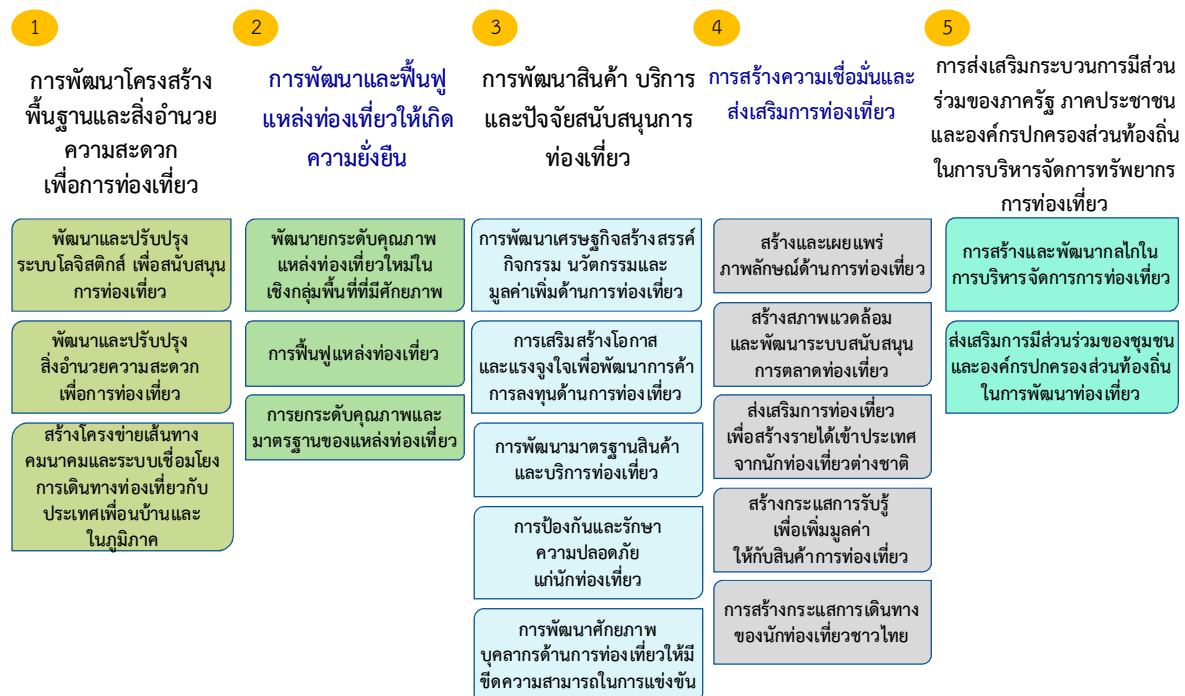 1
การพัฒนาโครงสร้าง
พื้นฐานและสิ่งอำนวย
ความสะดวก
เพื่อการท่องเที่ยว
พัฒนาและปรับปรุง
ระบบโลจิสติกส์ เพื่อสนับสนุน
การท่องเที่ยว
พัฒนาและปรับปรุง
สิ่งอำนวยความสะดวก
เพื่อการท่องเที่ยว
สร้างโครงข่ายเส้นทาง
คมนาคมและระบบเชื่อมโยง
การเดินทางท่องเที่ยวกับ
ประเทศเพื่อนบ้านและ
ในภูมิภาค
2
การพัฒนาและฟื้นฟู
แหล่งท่องเที่ยวให้เกิด
ความยั่งยืน
พัฒนายกระดับคุณภาพ
แหล่งท่องเที่ยวใหม่ใน
เชิงกลุ่มพื้นที่ที่มีศักยภาพ
การฟื้นฟูแหล่งท่องเที่ยว
การยกระดับคุณภาพและ
มาตรฐานของแหล่งท่องเที่ยว
3
การพัฒนาสินค้า บริการ
และปัจจัยสนับสนุนการ
ท่องเที่ยว
การพัฒนาเศรษฐกิจสร้างสรรค์
กิจกรรม นวัตกรรมและ
มูลค่าเพิ่มด้านการท่องเที่ยว
การเสริมสร้างโอกาส
และแรงจูงใจเพื่อพัฒนาการค้า
การลงทุนด้านการท่องเที่ยว
การพัฒนามาตรฐานสินค้า
และบริการท่องเที่ยว
การป้องกันและรักษา
ความปลอดภัย
แก่นักท่องเที่ยว
การพัฒนาศักยภาพ
บุคลากรด้านการท่องเที่ยวให้มี
ขีดความสามารถในการแข่งขัน
4
การสร้างความเชื่อมั่นและ
ส่งเสริมการท่องเที่ยว
สร้างและเผยแพร่
ภาพลักษณ์ด้านการท่องเที่ยว
สร้างสภาพแวดล้อม
และพัฒนาระบบสนับสนุน
การตลาดท่องเที่ยว
ส่งเสริมการท่องเที่ยว
เพื่อสร้างรายได้เข้าประเทศ
จากนักท่องเที่ยวต่างชาติ
สร้างกระแสการรับรู้
เพื่อเพิ่มมูลค่า
ให้กับสินค้าการท่องเที่ยว
การสร้างกระแสการเดินทาง
ของนักท่องเที่ยวชาวไทย
5
การส่งเสริมกระบวนการมีส่วน
ร่วมของภาครัฐ ภาคประชาชน
และองค์กรปกครองส่วนท้องถิ่น
ในการบริหารจัดการทรัพยากร
การท่องเที่ยว
การสร้างและพัฒนากลไกใน
การบริหารจัดการการท่องเที่ยว
ส่งเสริมการมีส่วนร่วมของชุมชน
และองค์กรปกครองส่วนท้องถิ่น
ในการพัฒนาท่องเที่ยว